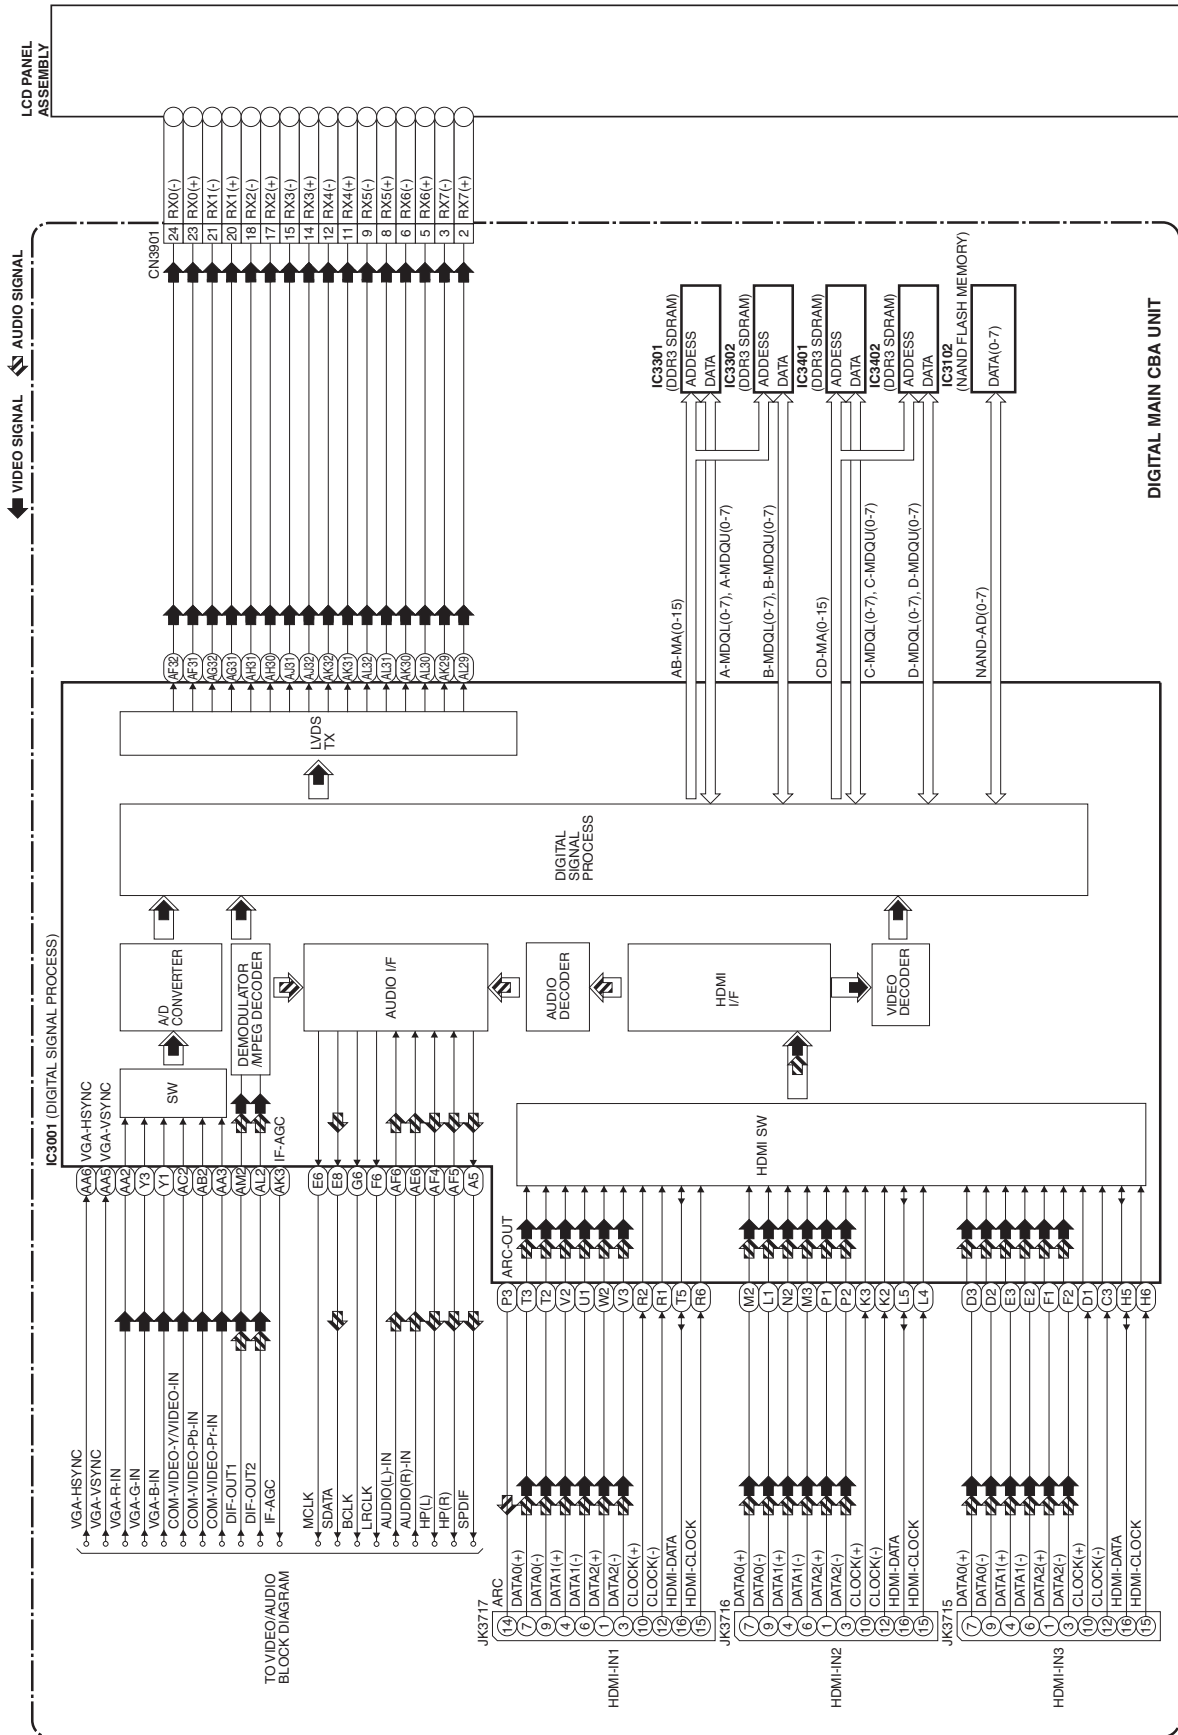 VIDEO SIGNAL
AUDIO SIGNAL
LCD PANEL
ASSEMBLY
IC3001 (DIGITAL SIGNAL PROCESS)
TO VIDEO/AUDIO
BLOCK DIAGRAM
VGA-HSYNC
VGA-VSYNC
VGA-R-IN
VGA-G-IN
VGA-B-IN
COM-VIDEO-Y/VIDEO-IN
COM-VIDEO-Pb-IN
COM-VIDEO-Pr-IN
DIF-OUT1
DIF-OUT2
IF-AGC
MCLK
SDATA
BCLK
LRCLK
AUDIO(L)-IN
AUDIO(R)-IN
HP(L)
HP(R)
SPDIF
AA6 VGA-HSYNC
AA5 VGA-VSYNC
AA2
Y3
Y1
AC2
AB2
AA3
AM2
AL2
AK3 IF-AGC
E6
E8
G6
F6
AF6
AE6
AF4
AF5
A5
SW
A/D
CONVERTER
DEMODULATOR
/MPEG DECODER
AUDIO I/F
AUDIO
DECODER
HDMI
I/F
VIDEO
DECODER
HDMI SW
DIGITAL
SIGNAL
PROCESS
LVDS
TX
AF32
AF31
AG32
AG31
AH31
AH30
AJ31
AJ32
AK32
AK31
AL32
AL31
AK30
AL30
AK29
AL29
CN3901
24 RX0(-)
23 RX0(+)
21 RX1(-)
20 RX1(+)
18 RX2(-)
17 RX2(+)
15 RX3(-)
14 RX3(+)
12 RX4(-)
11 RX4(+)
9 RX5(-)
8 RX5(+)
6 RX6(-)
5 RX6(+)
3 RX7(-)
2 RX7(+)
AB-MA(0-15)
A-MDQL(0-7), A-MDQU(0-7)
B-MDQL(0-7), B-MDQU(0-7)
CD-MA(0-15)
C-MDQL(0-7), C-MDQU(0-7)
D-MDQL(0-7), D-MDQU(0-7)
NAND-AD(0-7)
IC3301
(DDR3 SDRAM)
ADDESS
DATA
IC3302
(DDR3 SDRAM)
ADDESS
DATA
IC3401
(DDR3 SDRAM)
ADDESS
DATA
IC3402
(DDR3 SDRAM)
ADDESS
DATA
IC3102
(NAND FLASH MEMORY)
DATA(0-7)
HDMI-IN1
JK3717
14 ARC
7 DATA0(+)
9 DATA0(-)
4 DATA1(+)
6 DATA1(-)
1 DATA2(+)
3 DATA2(-)
10 CLOCK(+)
12 CLOCK(-)
16 HDMI-DATA
15 HDMI-CLOCK
P3 ARC-OUT
T3
T2
V2
U1
W2
V3
R2
R1
T5
R6
HDMI-IN2
JK3716
7 DATA0(+)
9 DATA0(-)
4 DATA1(+)
6 DATA1(-)
1 DATA2(+)
3 DATA2(-)
10 CLOCK(+)
12 CLOCK(-)
16 HDMI-DATA
15 HDMI-CLOCK
M2
L1
N2
M3
P1
P2
K3
K2
L5
L4
HDMI-IN3
JK3715
7 DATA0(+)
9 DATA0(-)
4 DATA1(+)
6 DATA1(-)
1 DATA2(+)
3 DATA2(-)
10 CLOCK(+)
12 CLOCK(-)
16 HDMI-DATA
15 HDMI-CLOCK
D3
D2
E3
E2
F1
F2
D1
C3
H5
H6
DIGITAL MAIN CBA UNIT